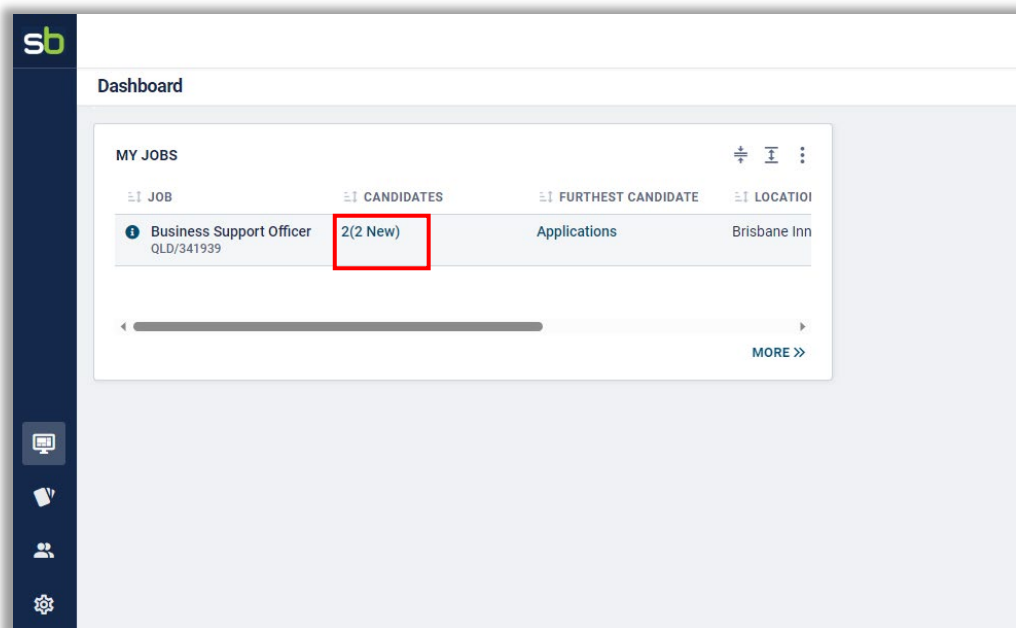 sb
Dashboard
MY JOBS
JOB CANDIDATES FURTHEST CANDIDATE LOCATIO
Business Support Officer 2(2 New) Applications Brisbane Inn
QLD/341939
MORE >>